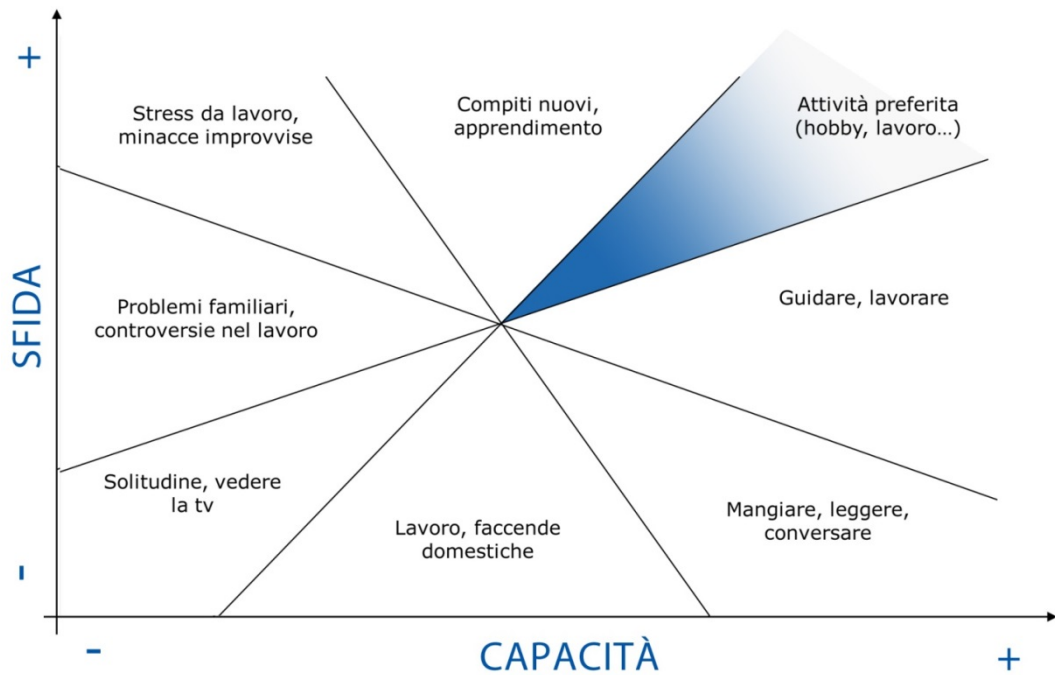 +
Stress da lavoro,
minacce improvvise
Compiti nuovi,
apprendimento
Attività preferita
(hobby, lavoro...)
SFIDA
Problemi familiari,
controversie nel lavoro
Guidare, lavorare
Solitudine, vedere
la tv
Lavoro, faccende
domestiche
Mangiare, leggere,
conversare
-
-
CAPACITÀ
+